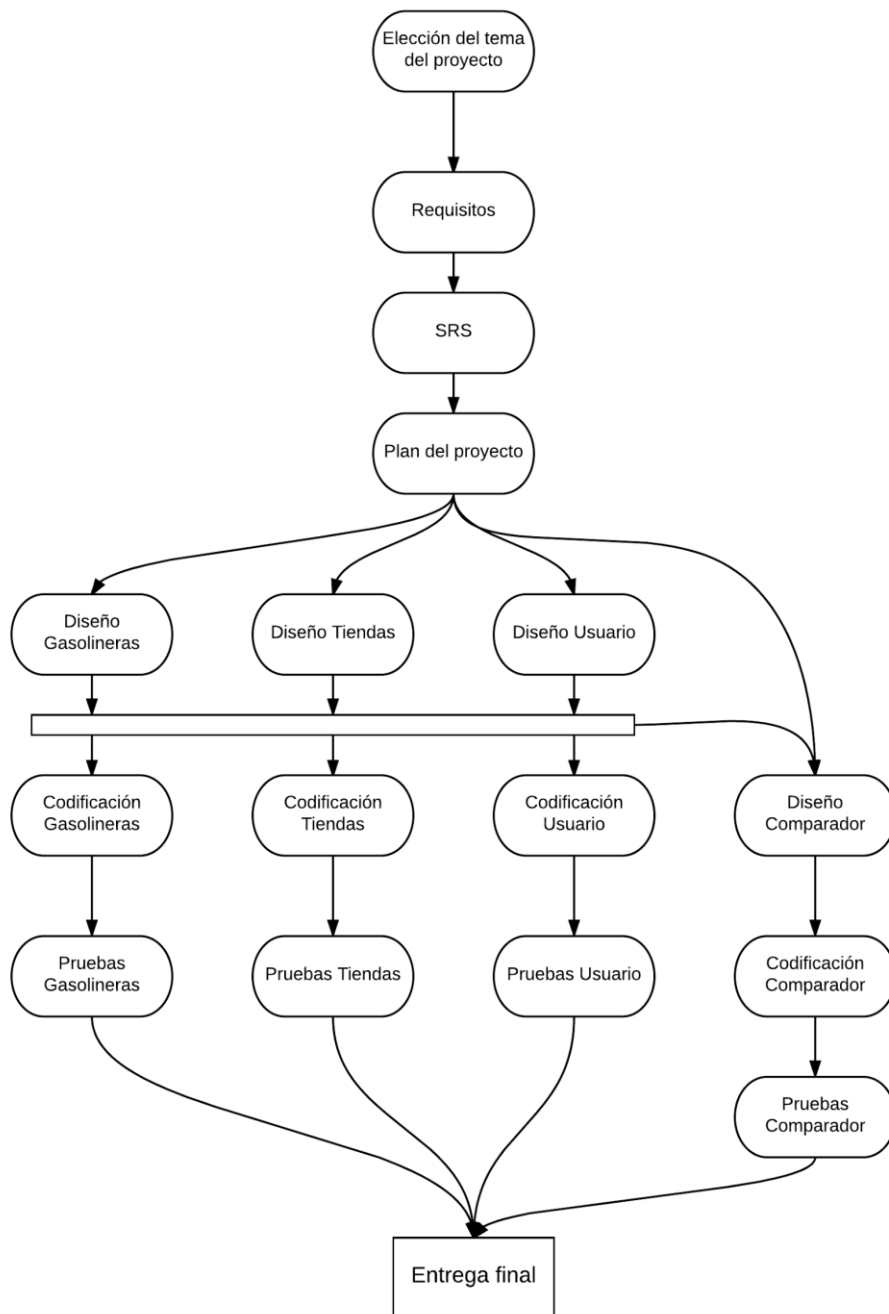 Elección del tema
del proyecto
Requisitos
SRS
Plan del proyecto
Diseño
Gasolineras
Diseño Tiendas
Diseño Usuario
Codificación
Gasolineras
Codificación
Tiendas
Codificación
Usuario
Diseño
Comparador
Pruebas
Gasolineras
Pruebas Tiendas
Pruebas Usuario
Codificación
Comparador
Pruebas
Comparador
Entrega final